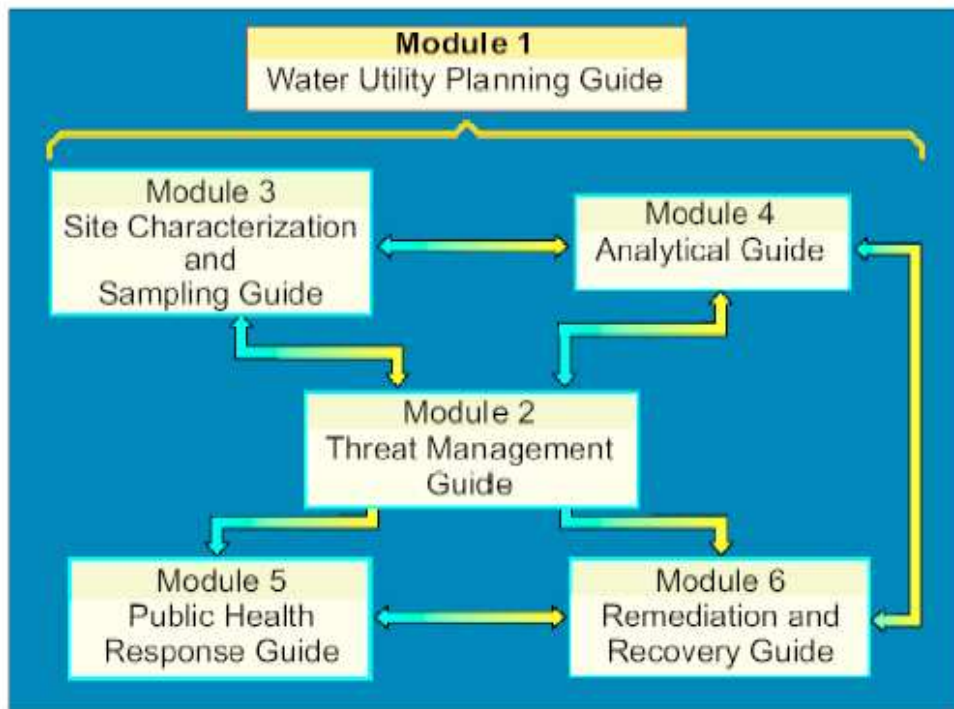 Module 1
Water Utility Planning Guide
Module 3
Site Characterization
and
Sampling Guide
Module 4
Analytical Guide
Module 2
Threat Management
Guide
Module 5
Public Health
Response Guide
Module 6
Remediation and
Recovery Guide